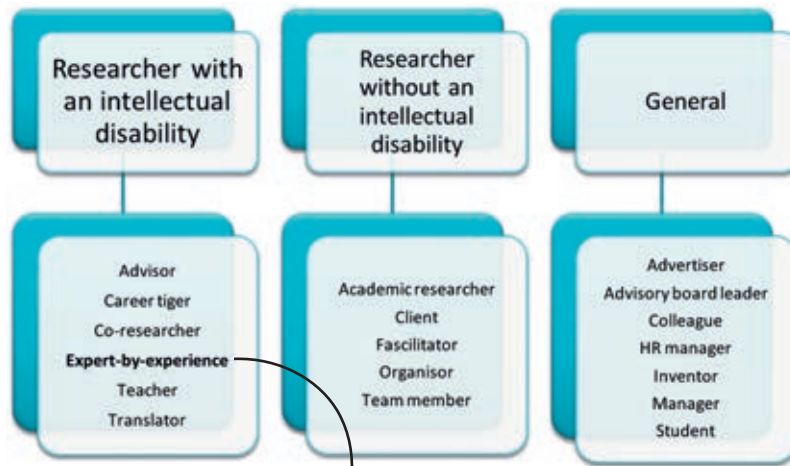 Researcher with
an intellectual
disability
Researcher
without an
intellectual
disability
General
Advisor
Career tiger
Co-researcher
Expert-by-experience
Teacher
Translator
Academic researcher
Client
Fascilitator
Organisor
Team member
Advertiser
Advisory board leader
Colleague
HR manager
Inventor
Manager
Student